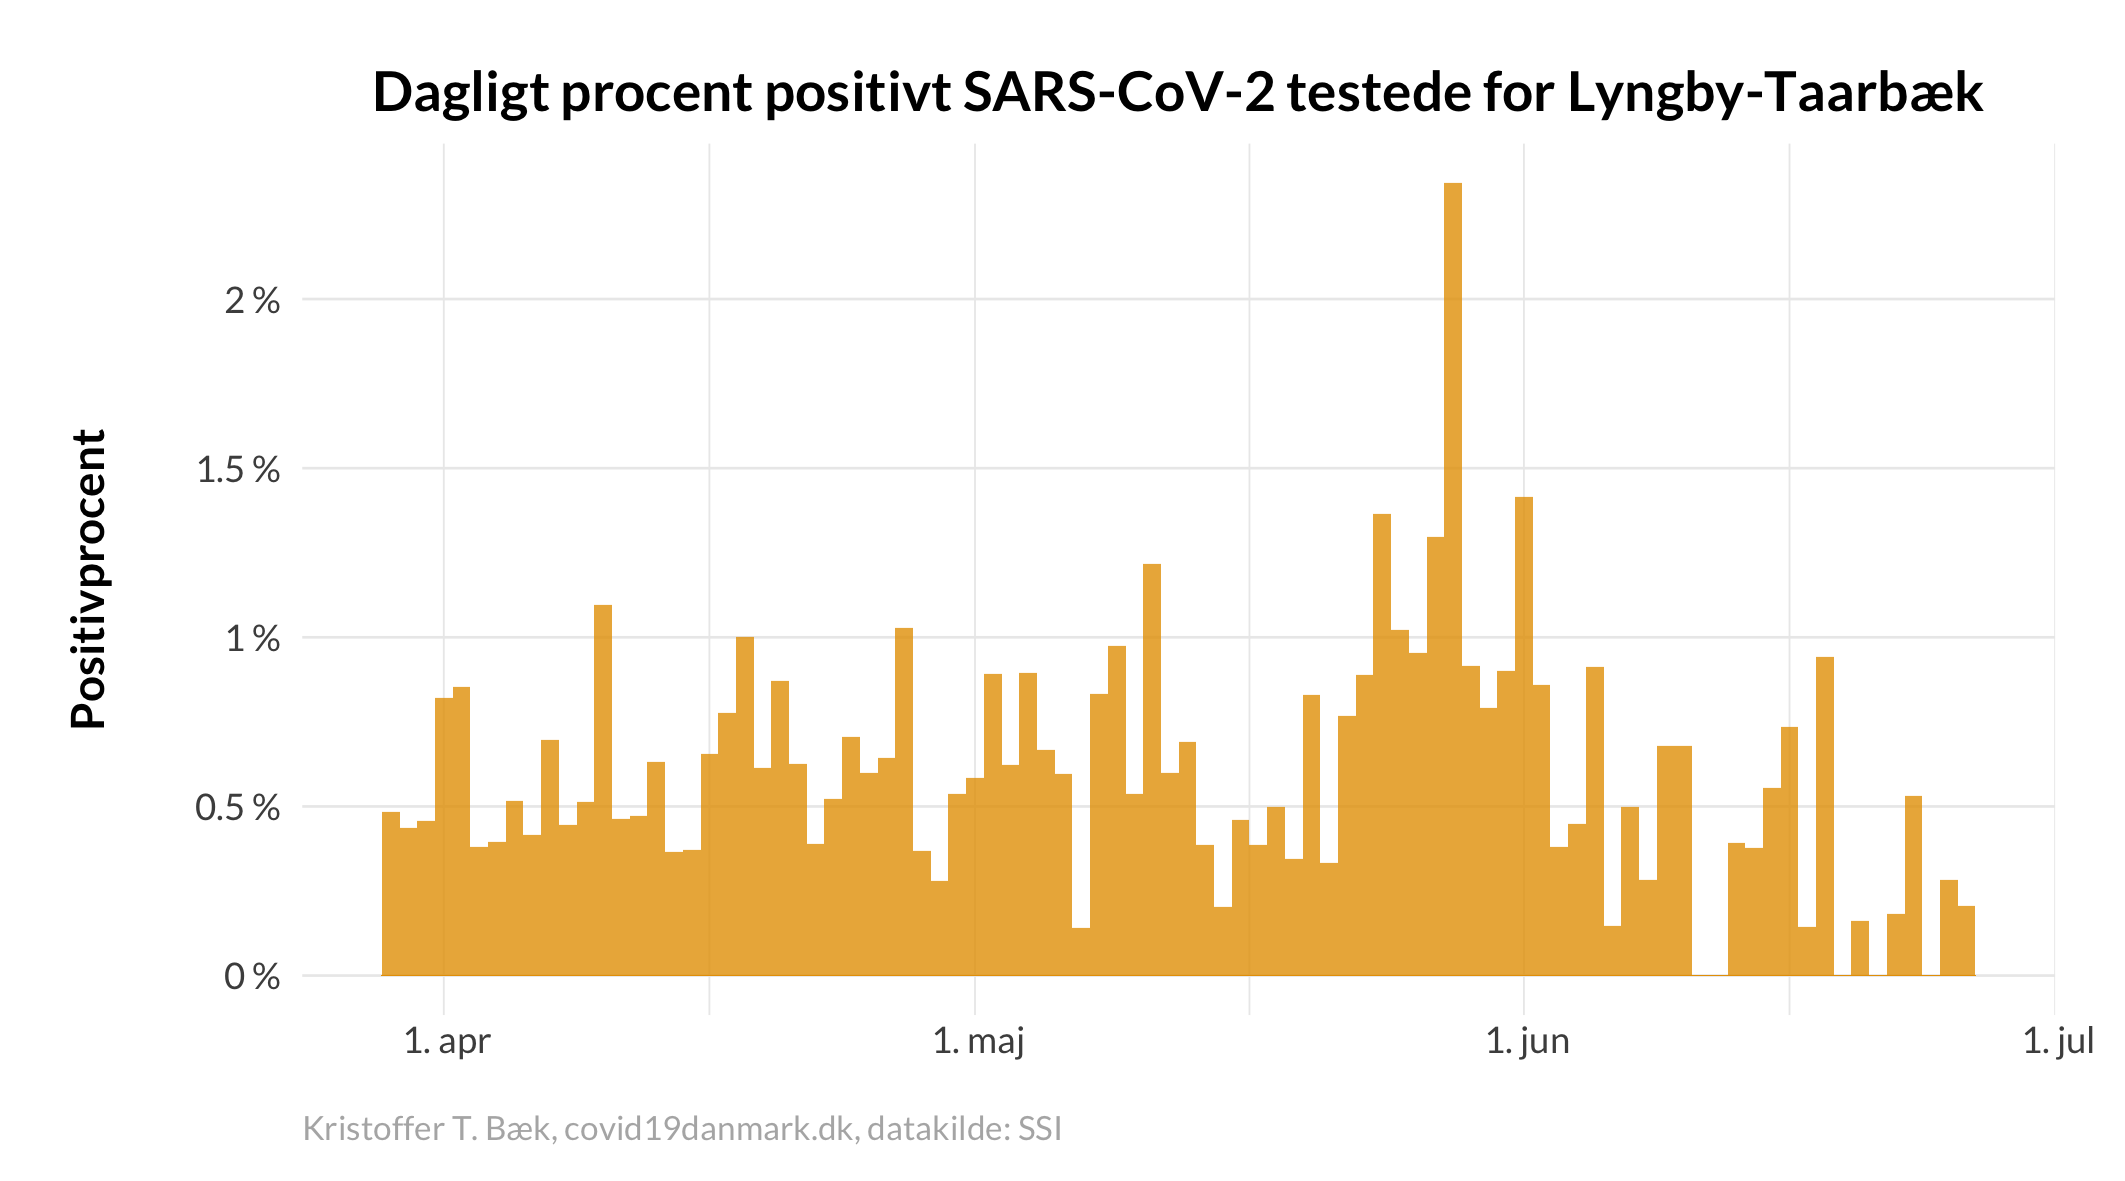 Dagligt procent positivt SARS-CoV-2 testede for Lyngby-Taarbæk
Positivprocent
2 %
1.5 %
1 %
0.5 %
0 %
1. apr
1. maj
1. jun
1. jul
Kristoffer T. Bæk, covid19danmark.dk, datakilde: SSI